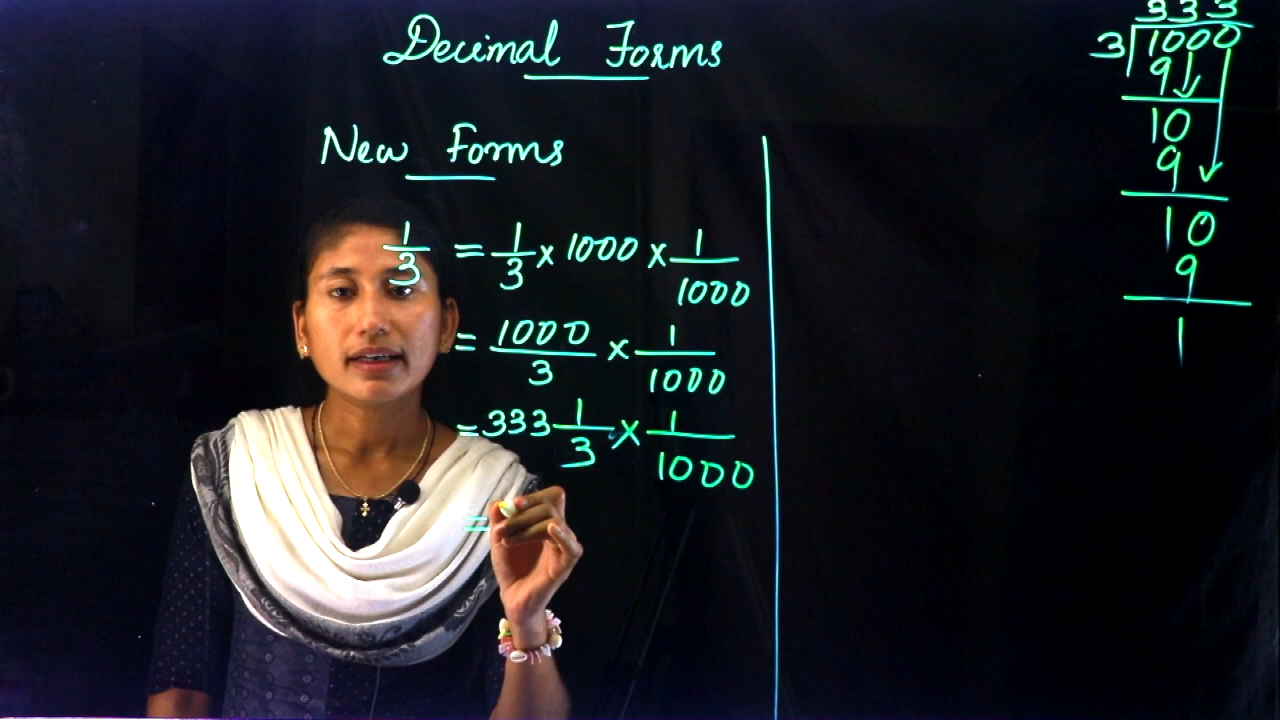 Decimal Forms
New Forms
1/3 = 1/3 × 1000 × 1/1000
= 1000/3 × 1/1000
= 333 1/3 × 1/1000
=
333
3 1000
9
10
9
10
9
1